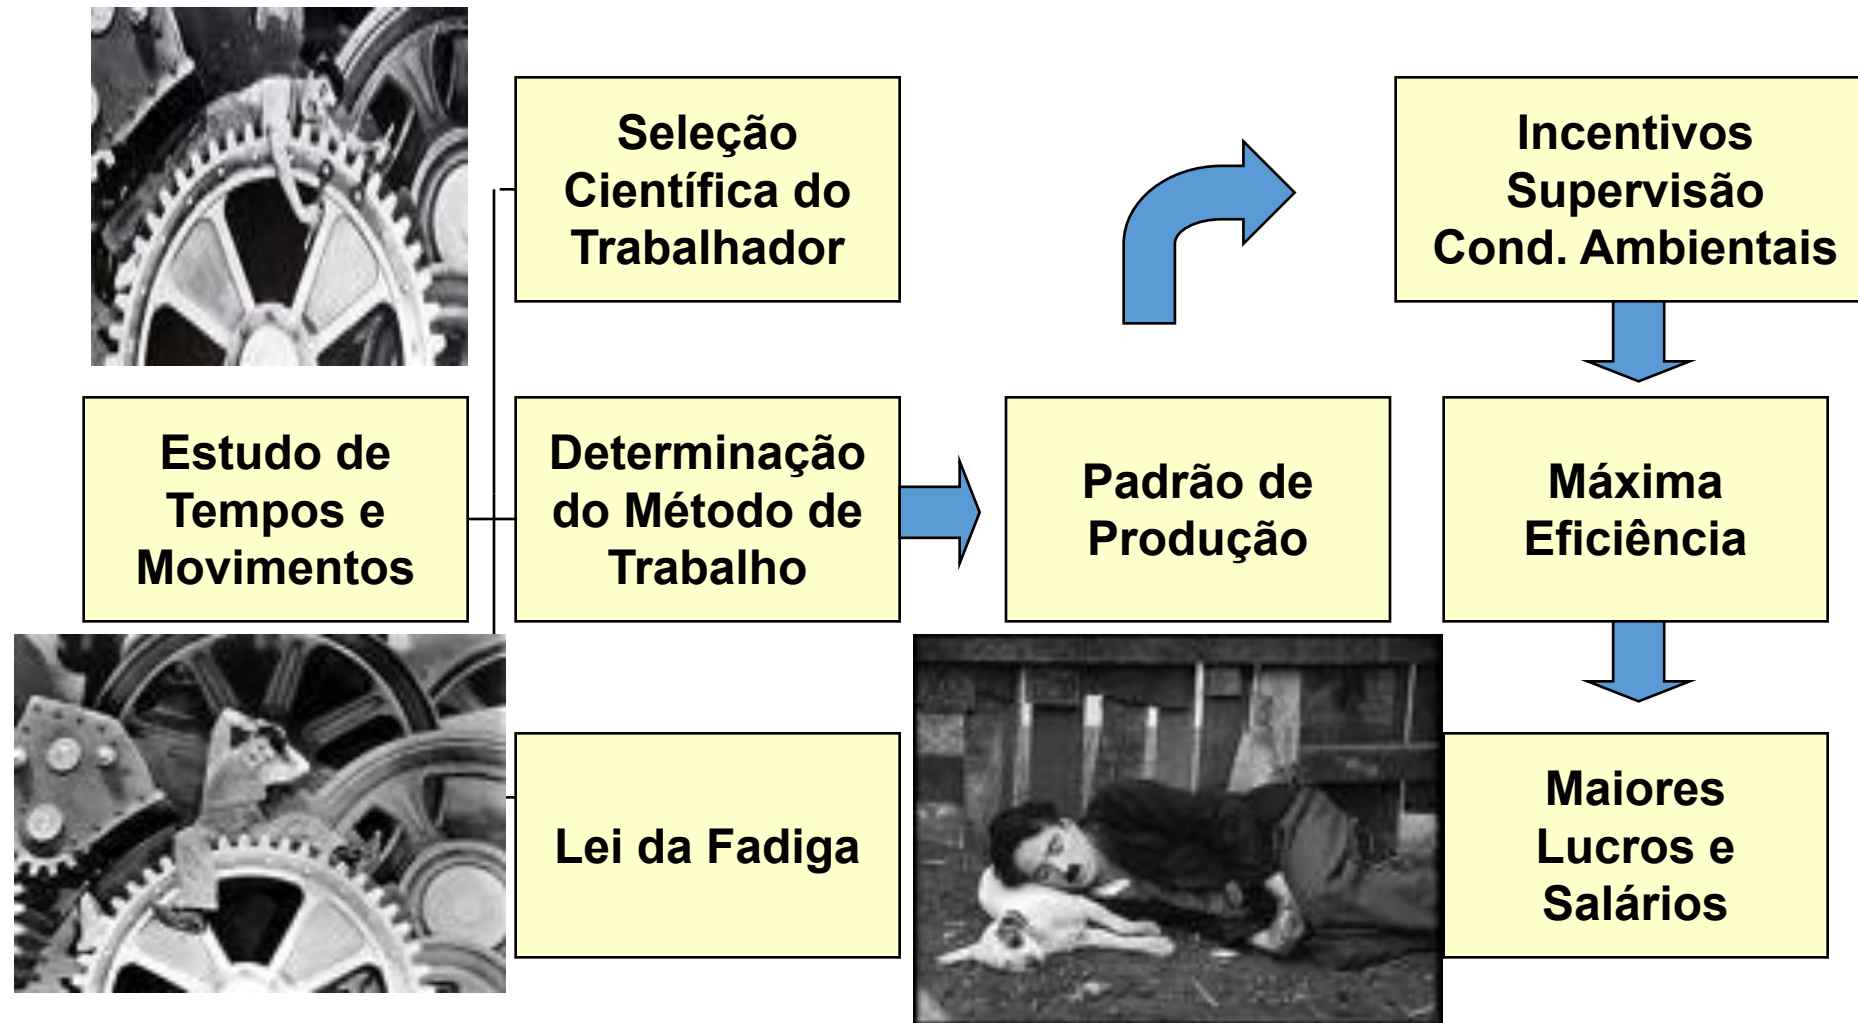 Seleção
Científica do
Trabalhador
Incentivos
Supervisão
Cond. Ambientais
Estudo de
Tempos e
Movimentos
Determinação
do Método de
Trabalho
Padrão de
Produção
Máxima
Eficiência
Lei da Fadiga
Maiores
Lucros e
Salários